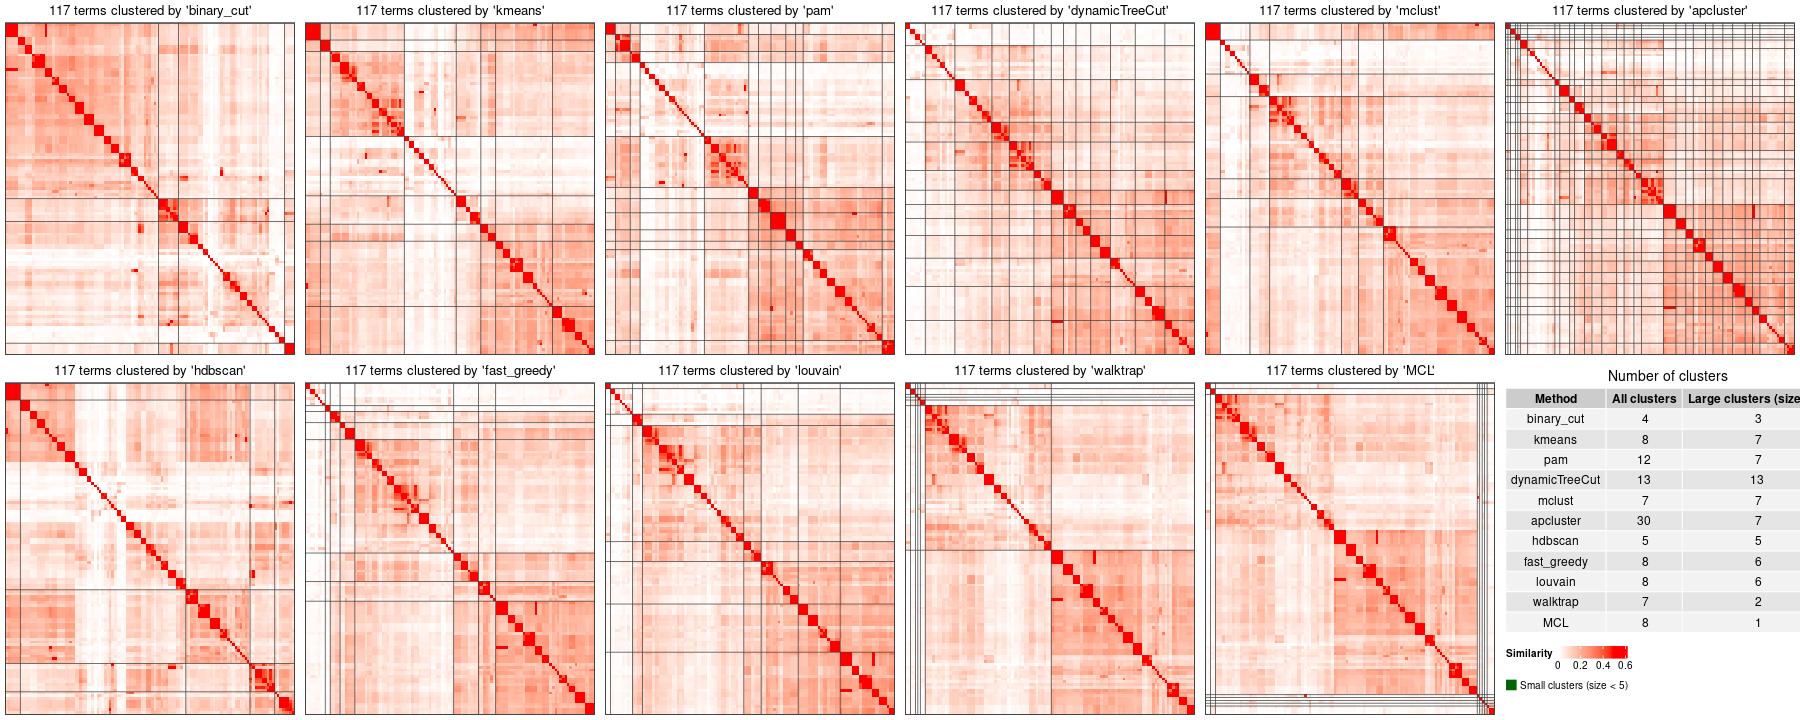 117 terms clustered by 'binary_cut'
117 terms clustered by 'kmeans'
117 terms clustered by 'pam'
117 terms clustered by 'dynamicTreeCut'
117 terms clustered by 'mclust'
117 terms clustered by 'apcluster'
117 terms clustered by 'hdbscan'
117 terms clustered by 'fast_greedy'
117 terms clustered by 'louvain'
117 terms clustered by 'walktrap'
117 terms clustered by 'MCL'
Number of clusters
Method All clusters Large clusters (size
binary_cut 4 3
kmeans 8 7
pam 12 7
dynamicTreeCut 13 13
mclust 7 7
apcluster 30 7
hdbscan 5 5
fast_greedy 8 6
louvain 8 6
walktrap 7 2
MCL 8 1
Similarity
0 0.2 0.4 0.6
Small clusters (size < 5)